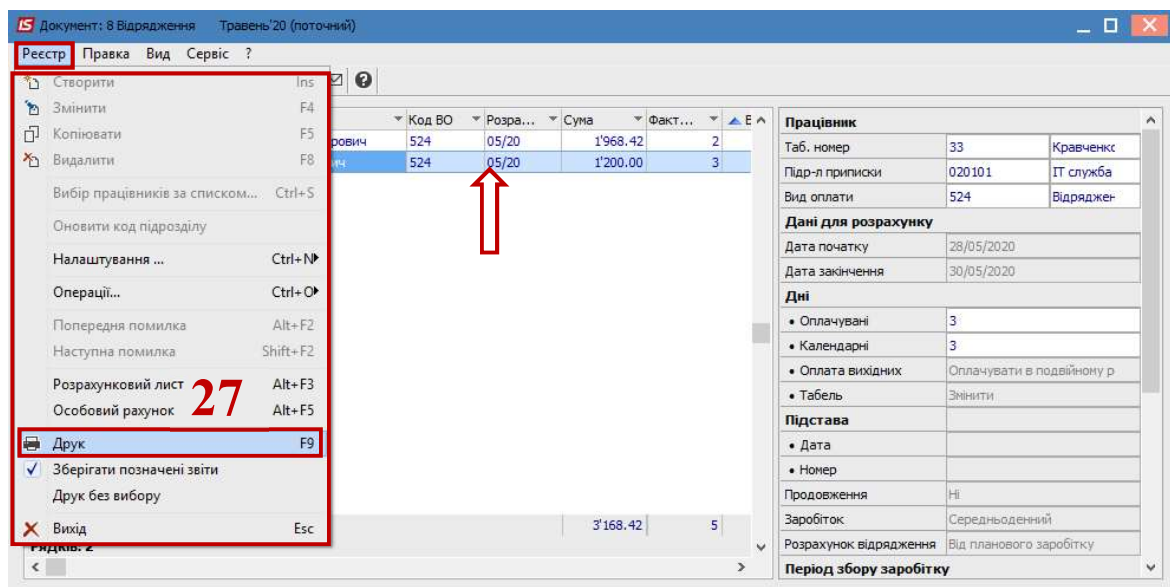 Документ: 8 Відрядження Травень'20 (поточний)
Реєстр Правка Вид Сервіс ?
Створити Ins
Змінити F4
Копіювати F5
Видалити F8
Вибір працівників за списком... Ctrl+S
Оновити код підрозділу
Налаштування ... Ctrl+N
Операції... Ctrl+O
Попередня помилка Alt+F2
Наступна помилка Shift+F2
Розрахунковий лист Alt+F3
27
Особовий рахунок Alt+F5
Друк F9
Зберігати позначені звіти
Друк без вибору
Вихід Esc
Код ВО Розра... Сума Факт...
рович 524 05/20 1'968.42 2
524 05/20 1'200.00 3
3'168.42 5
Працівник
Таб. номер 33 Кравченко
Підр-л приписки 020101 ІТ служба
Вид оплати 524 Відряджен
Дані для розрахунку
Дата початку 28/05/2020
Дата закінчення 30/05/2020
Дні
• Оплачувані 3
• Календарні 3
• Оплата вихідних Оплачувати в подвійному р
• Табель Змінити
Підстава
• Дата
• Номер
Продовження Ні
Заробіток Середньоденний
Розрахунок відрядження Від планового заробітку
Період збору заробітку